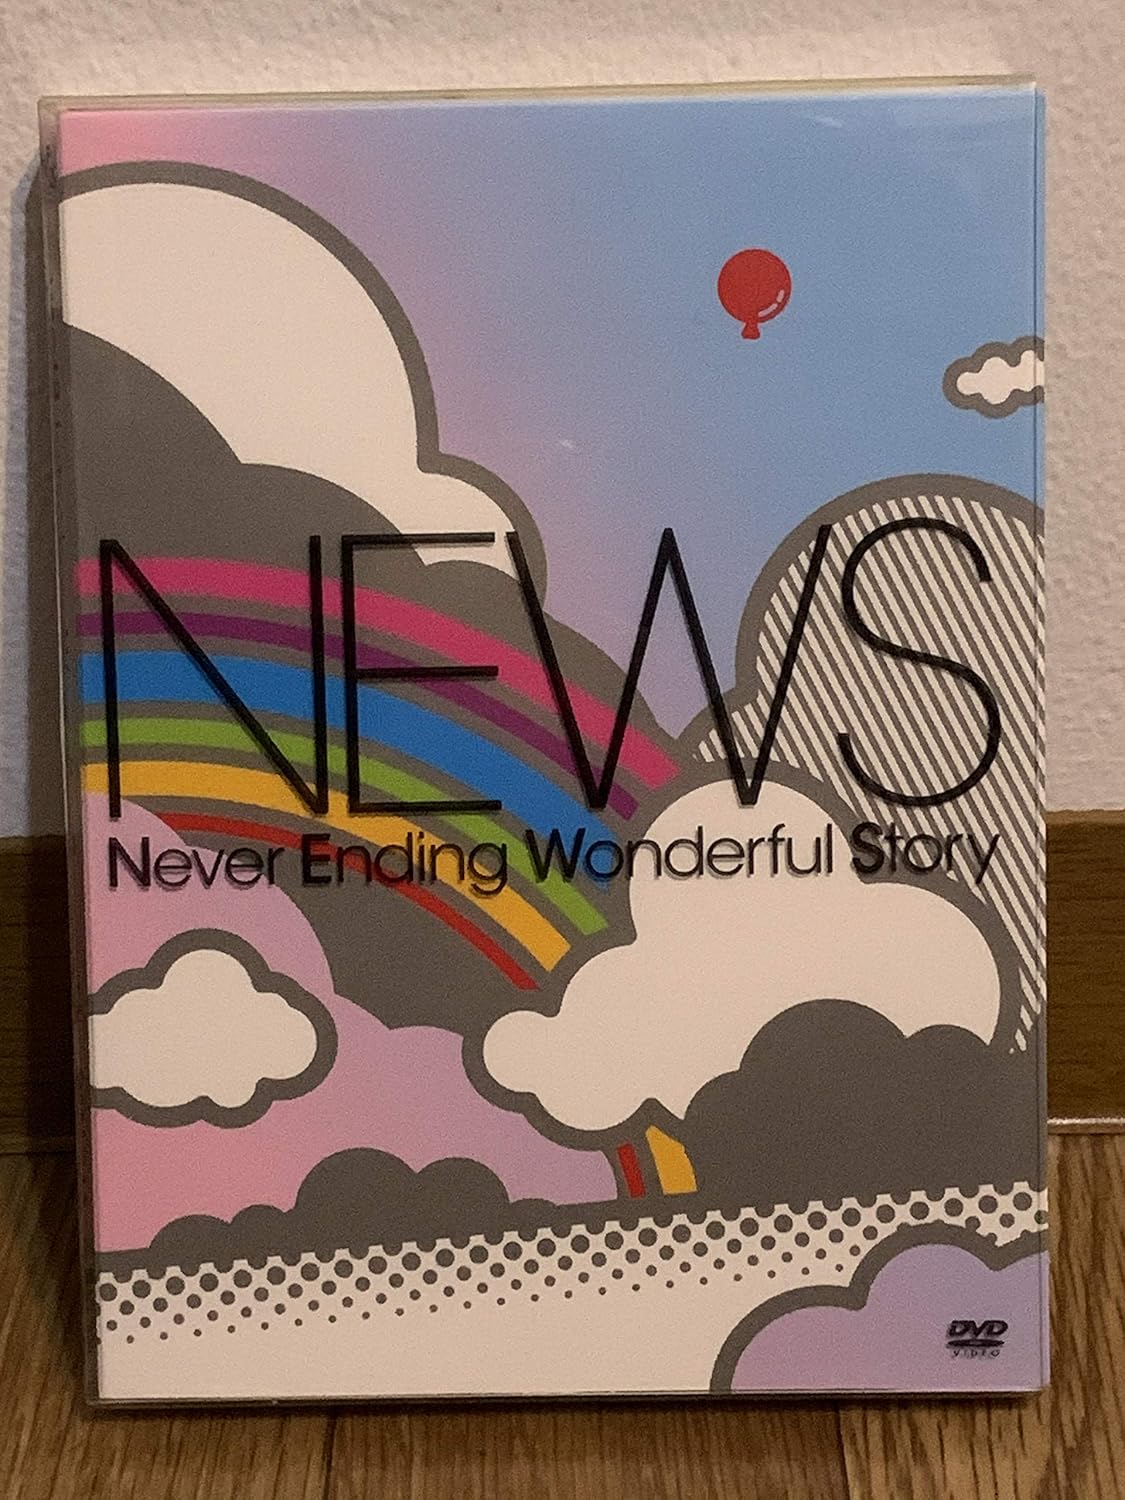 NEWS
Never Ending Wonderful Story
DVD
VIDEO